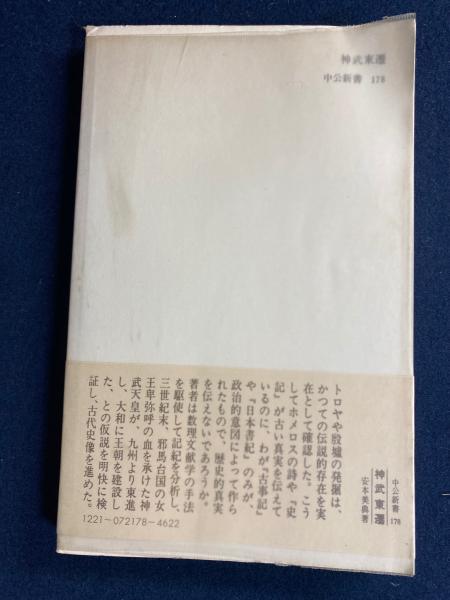 神武東遷
中公新書 178
中公新書 178
神武東遷
安本美典著
トロヤや殷墟の発掘は、
かつての伝説的存在を実
在として確認した。こう
してホメロスの詩や『史
記』が古い真実を伝えて
いるのに、わが『古事記』
や『日本書紀』のみが、
政治的意図によって作ら
れたもので、歴史的真実
を伝えないであろうか。
著者は数理文献学の手法
を駆使して記紀を分析し、
三世紀末、邪馬台国の女
王卑弥呼の血を承けた神
武天皇が、九州より東進
し、大和に王朝を建設し
た、との仮説を明快に検
証し、古代史像を進めた。
1221-072178-4622